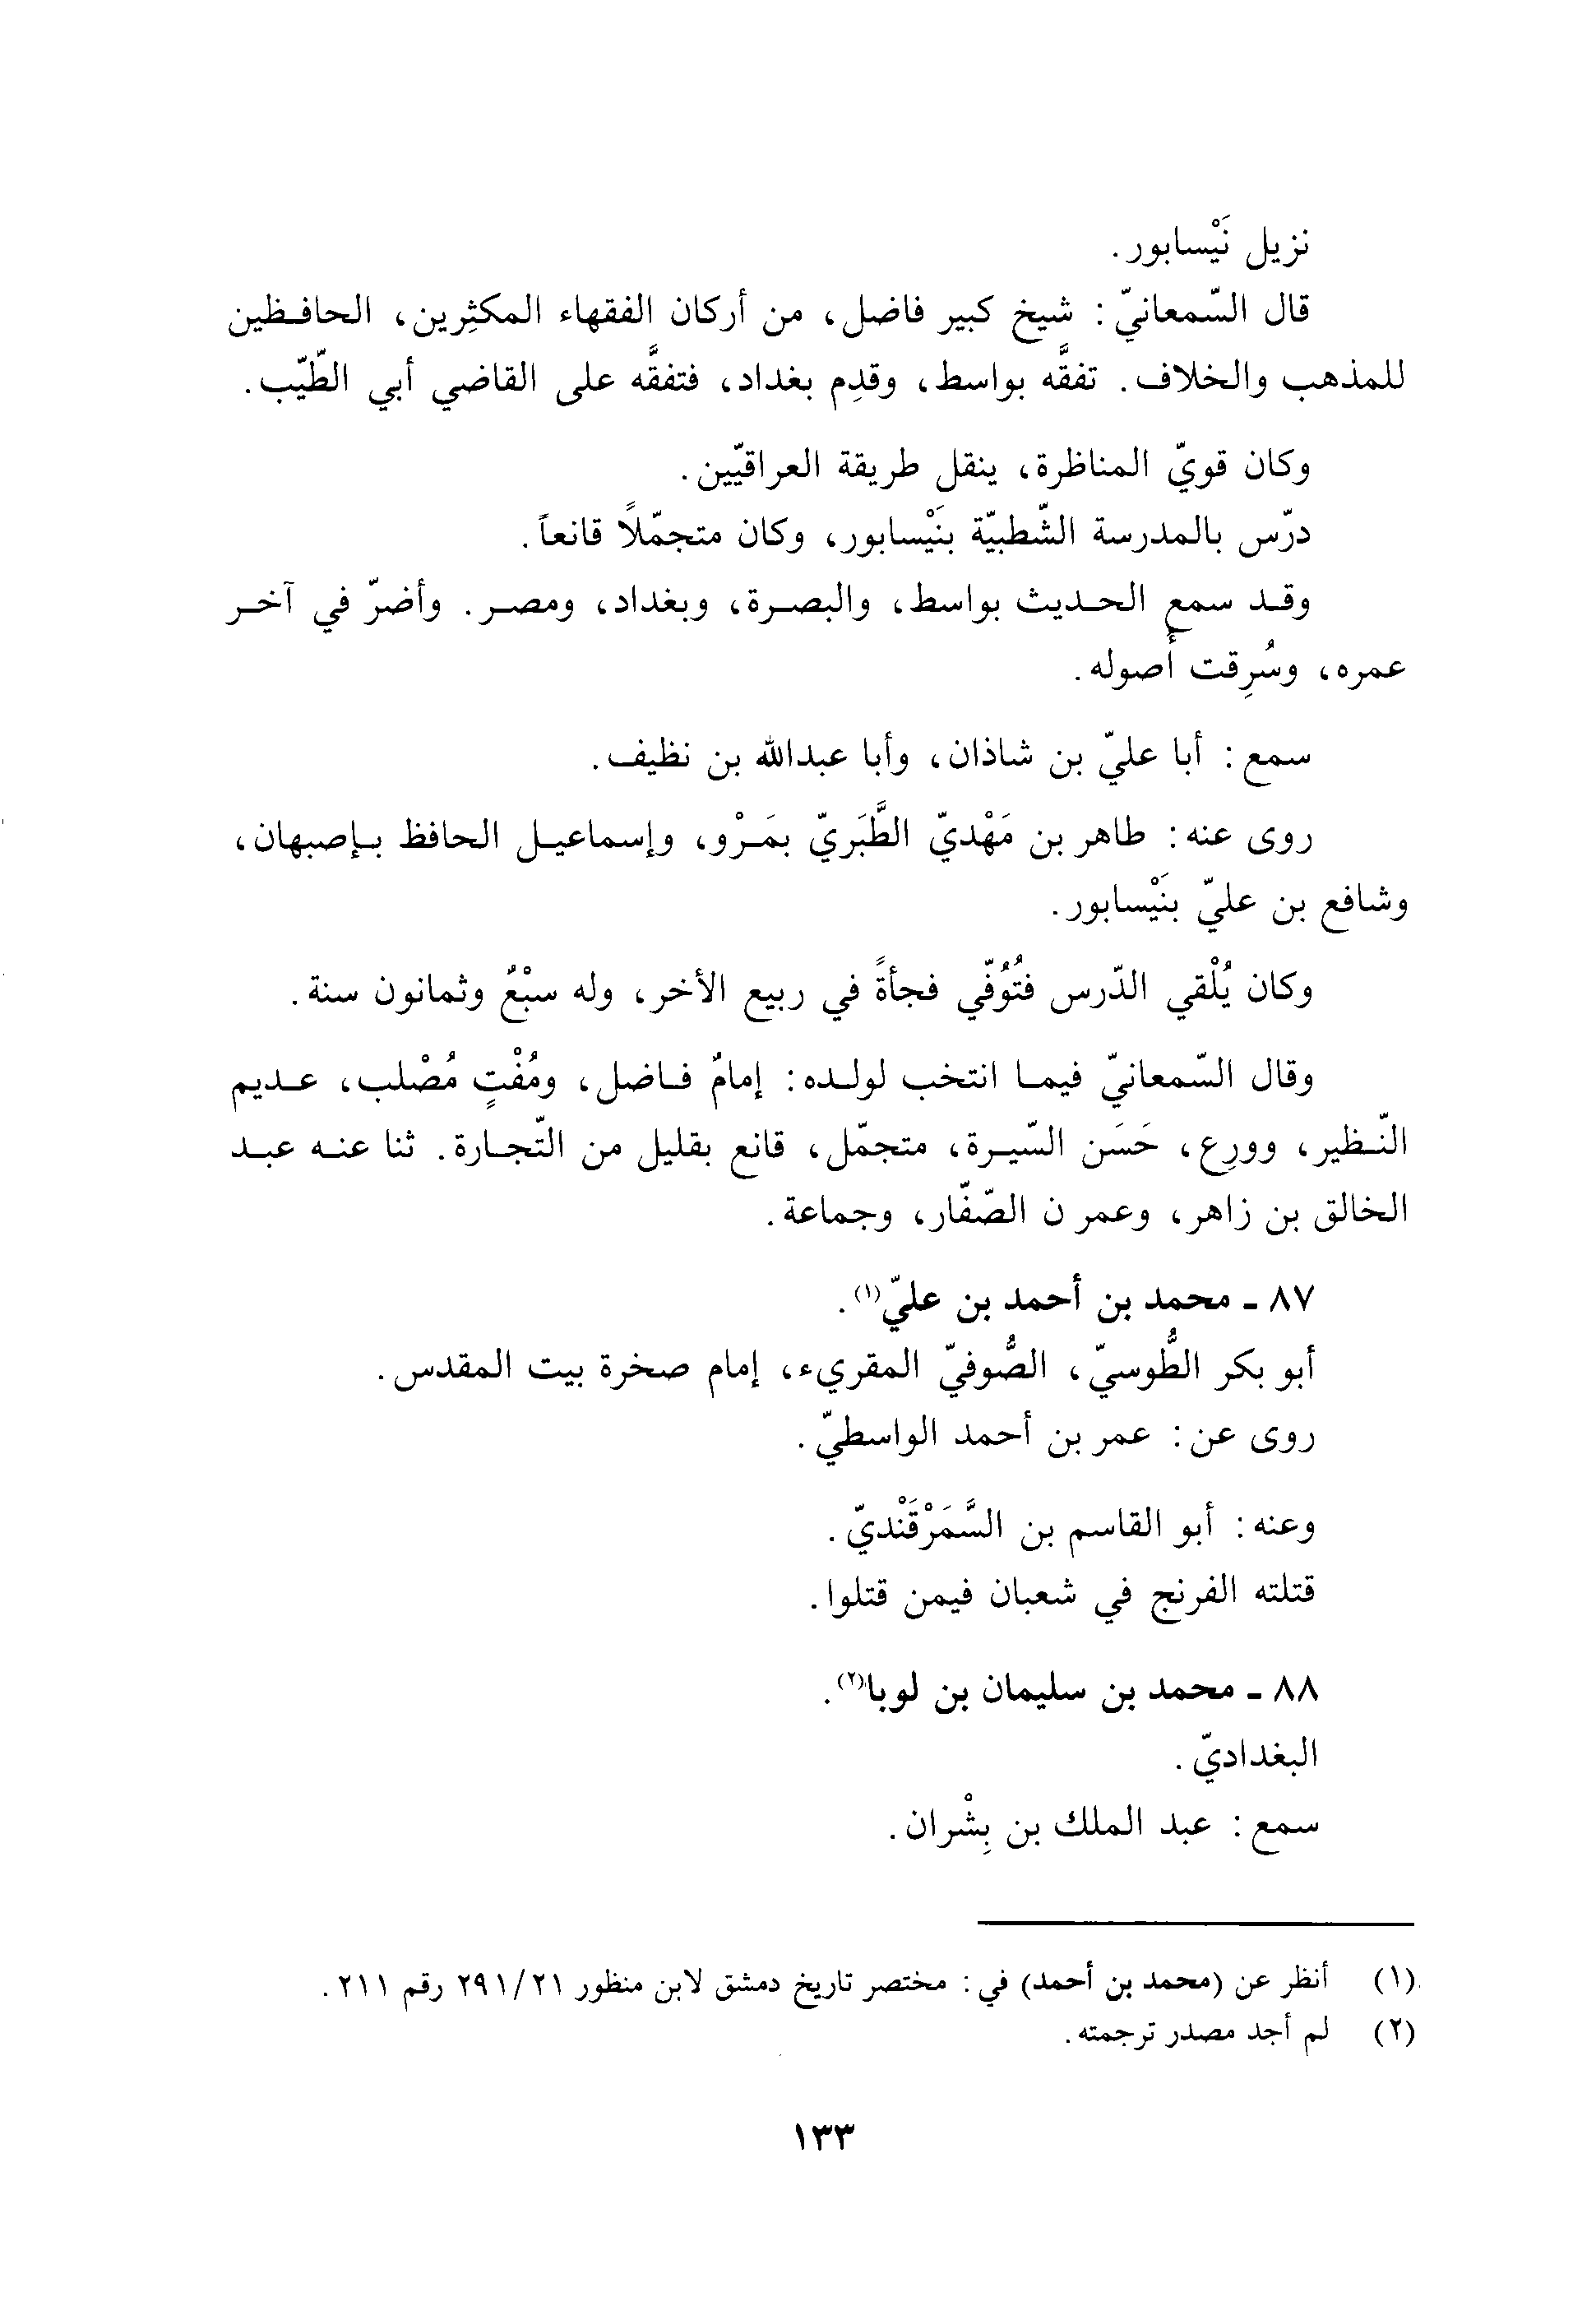 نزيل نَيْسابور.
قال السّمعانيّ: شيخ كبير فاضل، من أركان الفقهاء المكثِرين، الحافظين
للمذهب والخلاف. تفقَّه بواسط، وقدِم بغداد، فتفقَّه على القاضي أبي الطّيّب.
وكان قويّ المناظرة، ينقل طريقة العراقيّين.
درّس بالمدرسة الشّطبيّة بنَيْسابور، وكان متجمّلاً قانعاً.
وقد سمع الحديث بواسط، والبصرة، وبغداد، ومصر. وأضرّ في آخر
عمره، وسُرِقت أُصوله.
سمع: أبا عليّ بن شاذان، وأبا عبدالله بن نظيف.
روى عنه: طاهر بن مَهْديّ الطَّبَريّ بمَرْو، وإسماعيل الحافظ بإصبهان،
وشافع بن عليّ بنَيْسابور.
وكان يُلْقي الدّرس فتُوُفّي فجأةً في ربيع الأخر، وله سبْعٌ وثمانون سنة.
وقال السّمعانيّ فيما انتخب لولده: إمامٌ فاضل، ومُفْتٍ مُصْلب، عديم
النّظير، وورِع، حَسَن السّيرة، متجمّل، قانع بقليل من التّجارة. ثنا عنه عبد
الخالق بن زاهر، وعمر ن الصّفّار، وجماعة.
٨٧ ـ محمد بن أحمد بن عليّ(١).
أبو بكر الطُّوسيّ، الصُّوفيّ المقريء، إمام صخرة بيت المقدس.
روى عن: عمر بن أحمد الواسطيّ.
وعنه: أبو القاسم بن السَّمَرْقَنْديّ.
قتلته الفرنج في شعبان فيمن قتلوا.
٨٨ ـ محمد بن سليمان بن لوبا(٢).
البغداديّ.
سمع: عبد الملك بن بِشْران.
(١) أنظر عن (محمد بن أحمد) في: مختصر تاريخ دمشق لابن منظور ٢٩١/٢١ رقم ٢١١.
(٢) لم أجد مصدر ترجمته.
١٣٣